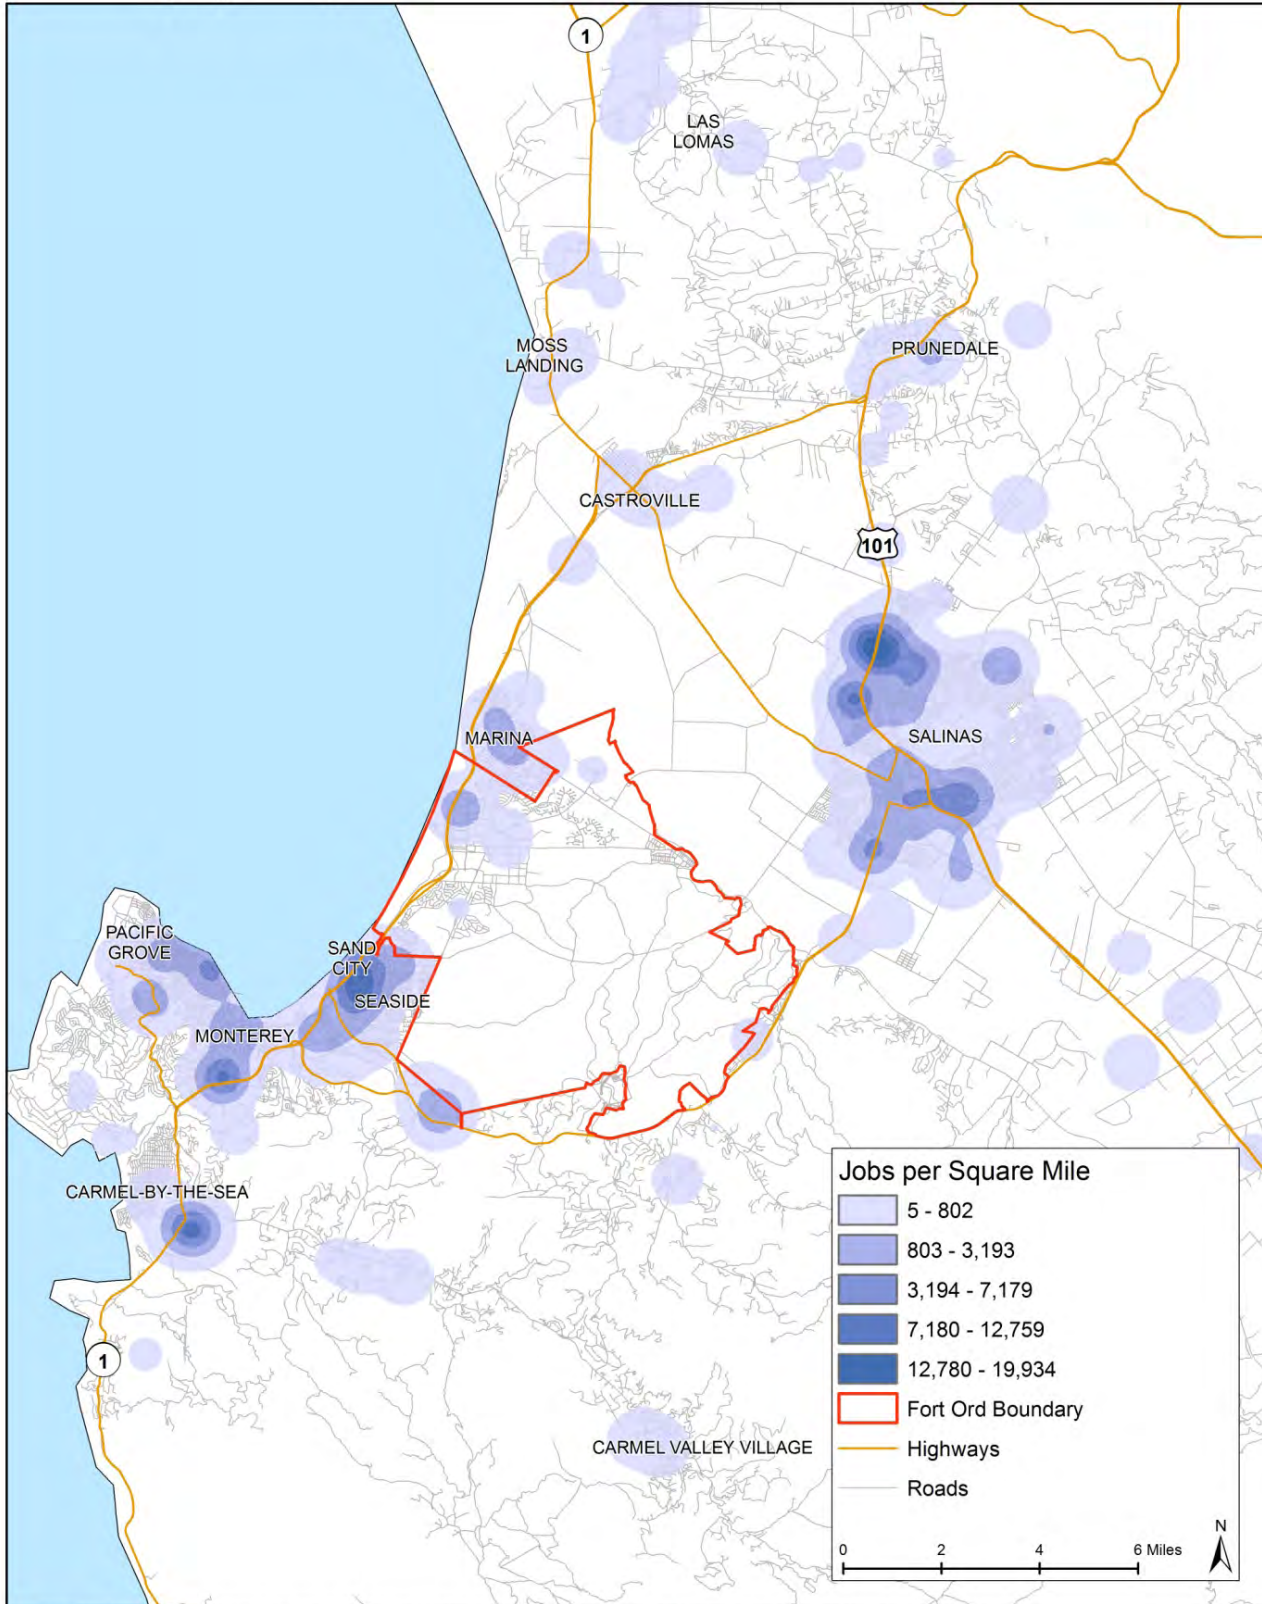 1
LAS
LOMAS
MOSS
LANDING
PRUNEDALE
CASTROVILLE
101
MARINA
SALINAS
PACIFIC
GROVE
SAND
CITY
SEASIDE
MONTEREY
CARMEL-BY-THE-SEA
1
CARMEL VALLEY VILLAGE
Jobs per Square Mile
5 - 802
803 - 3,193
3,194 - 7,179
7,180 - 12,759
12,780 - 19,934
Fort Ord Boundary
Highways
Roads
N
0 2 4 6 Miles